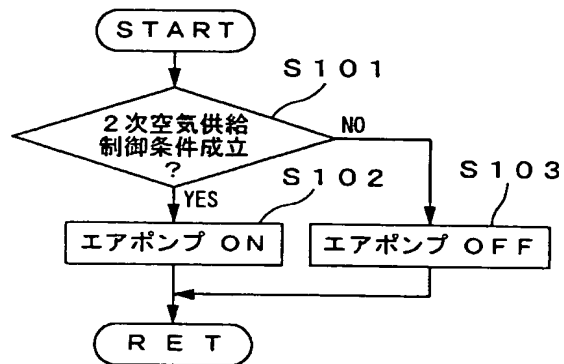 START
S101
2次空気供給
制御条件成立
?
NO
YES
S102
S103
エアポンプ ON
エアポンプ OFF
RET